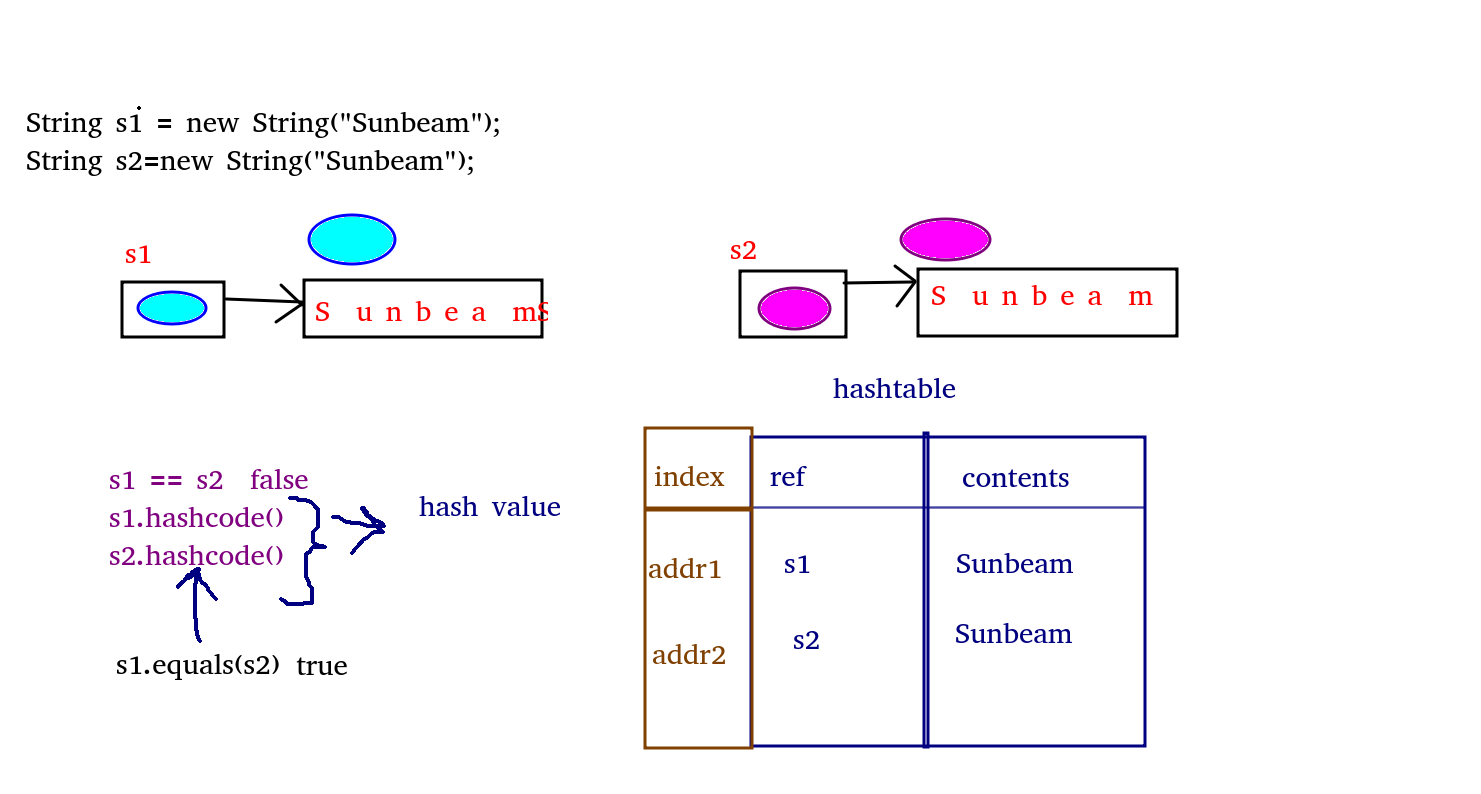 String s1 = new String("Sunbeam");
String s2=new String("Sunbeam");
s1
s2
S u n b e a mS
S u n b e a m
hashtable
s1 == s2 false
s1.hashcode()
s2.hashcode()
hash value
s1.equals(s2) true
index ref contents
addr1 s1 Sunbeam
addr2 s2 Sunbeam